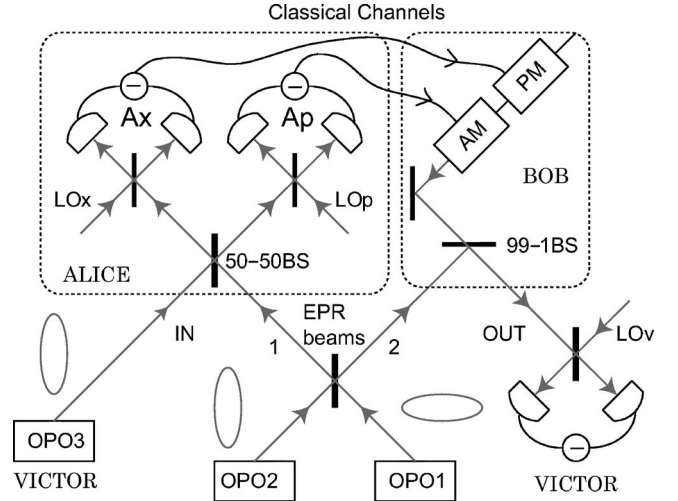 Classical Channels
PM
AM
Ax
Ap
BOB
LOx
LOp
ALICE
50–50BS
99–1BS
IN
1
EPR
beams
2
OUT
LOv
OPO3
VICTOR
OPO2
OPO1
VICTOR